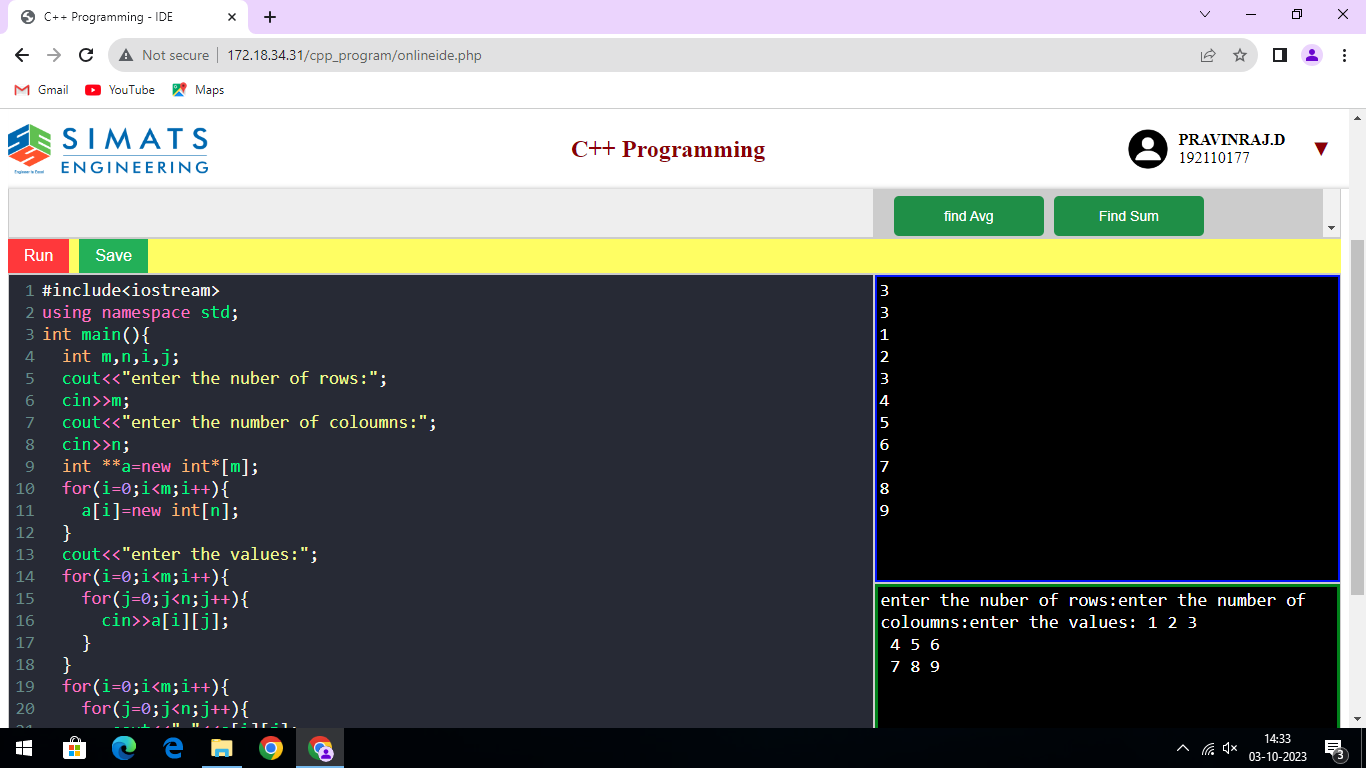 C++ Programming - IDE
Not secure 172.18.34.31/cpp_program/onlineide.php
Gmail YouTube Maps
SIMATS
ENGINEERING
Engineer to Excel
C++ Programming
PRAVINRAJ.D
192110177
find Avg Find Sum
Run Save
1 #include<iostream>
2 using namespace std;
3 int main(){
4 int m,n,i,j;
5 cout<<"enter the nuber of rows:";
6 cin>>m;
7 cout<<"enter the number of coloumns:";
8 cin>>n;
9 int **a=new int*[m];
10 for(i=0;i<m;i++){
11 a[i]=new int[n];
12 }
13 cout<<"enter the values:";
14 for(i=0;i<m;i++){
15 for(j=0;j<n;j++){
16 cin>>a[i][j];
17 }
18 }
19 for(i=0;i<m;i++){
20 for(j=0;j<n;j++){
21 cout<<" "<<a[i][j];
3
3
1
2
3
4
5
6
7
8
9
enter the nuber of rows:enter the number of
coloumns:enter the values: 1 2 3
4 5 6
7 8 9
14:33
03-10-2023
3